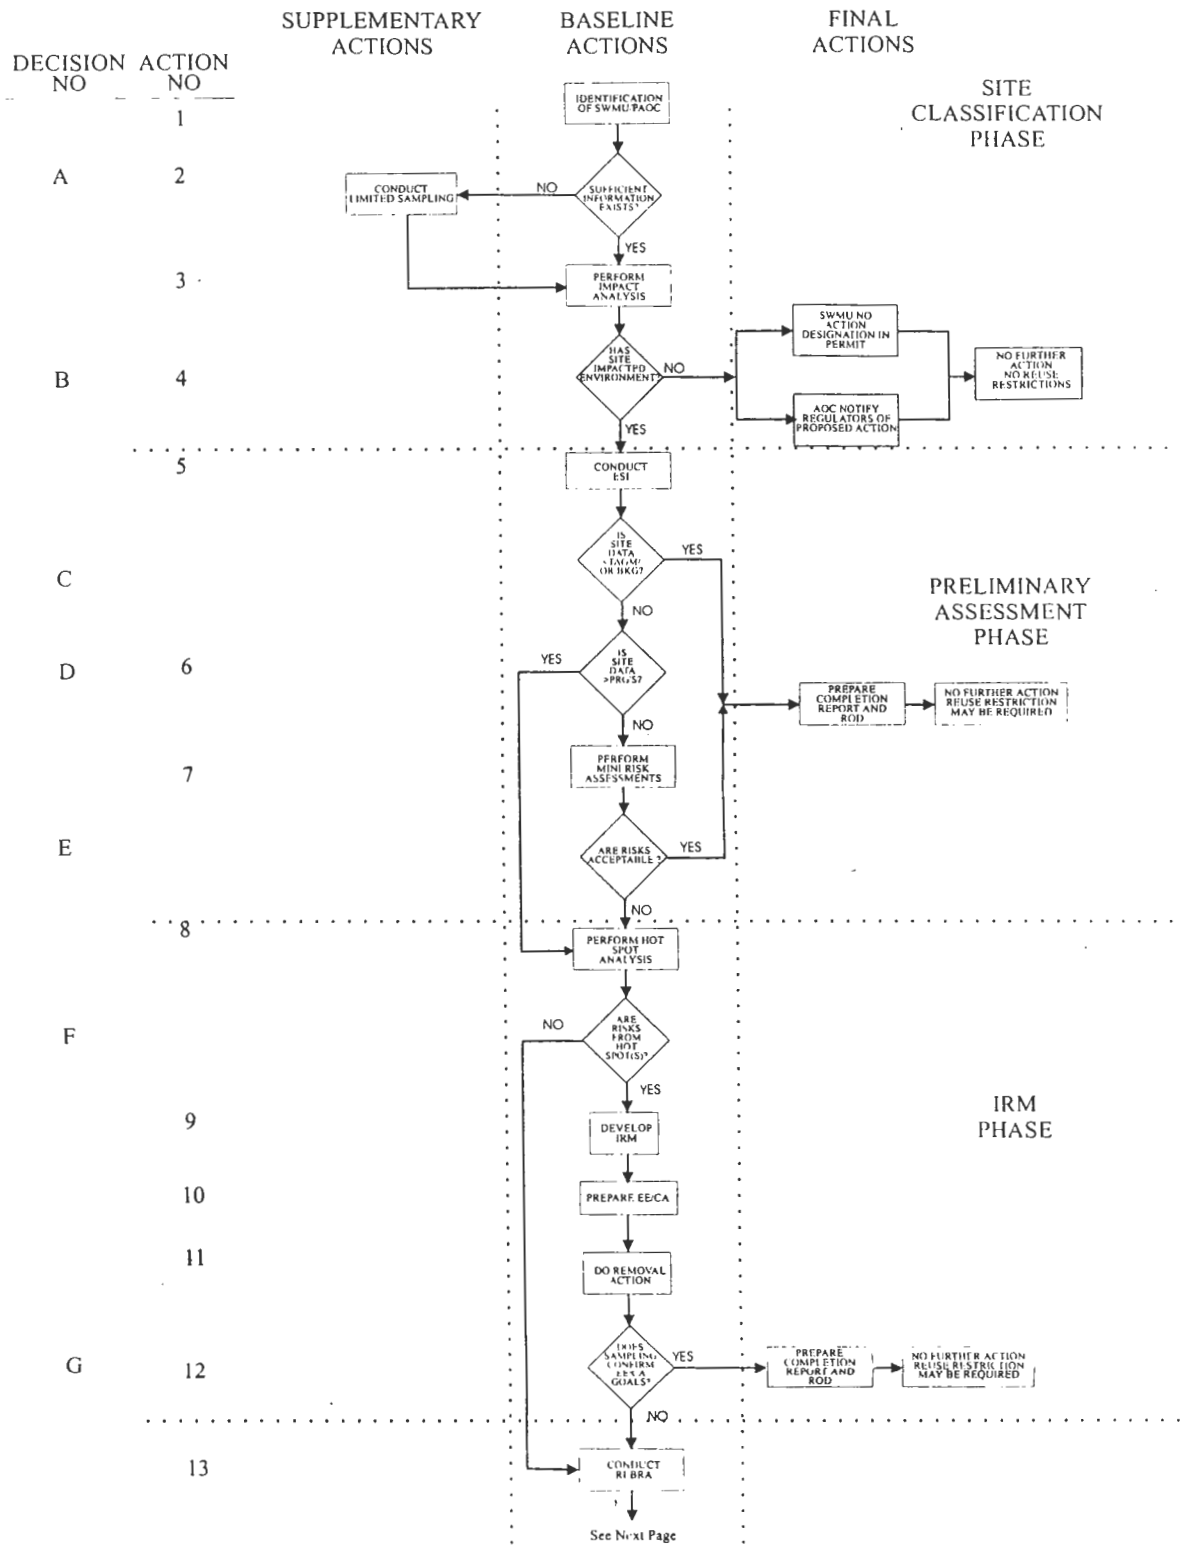 SUPPLEMENTARY
ACTIONS
BASELINE
ACTIONS
FINAL
ACTIONS
DECISION
NO
ACTION
NO
SITE
CLASSIFICATION
PHASE
1
IDENTIFICATION
OF SWMU/PAOC
A
2
CONDUCT
LIMITED SAMPLING
NO
SUFFICIENT
INFORMATION
EXISTS?
YES
3
PERFORM
IMPACT
ANALYSIS
B
4
HAS
SITE
IMPACTED
ENVIRONMENT?
NO
SWMU NO
ACTION
DESIGNATION IN
PERMIT
NO FURTHER
ACTION
NO REUSE
RESTRICTIONS
AOC NOTIFY
REGULATORS OF
PROPOSED ACTION
YES
5
CONDUCT
ESI
C
IS
SITE
DATA
OR BKG?
YES
NO
PRELIMINARY
ASSESSMENT
PHASE
D
6
YES
IS
SITE
DATA
>PRG'S?
NO
PREPARE
COMPLETION
REPORT AND
ROD
NO FURTHER ACTION
REUSE RESTRICTION
MAY BE REQUIRED
7
PERFORM
MINI RISK
ASSESSMENTS
E
ARE RISKS
ACCEPTABLE ?
YES
NO
8
PERFORM HOT
SPOT
ANALYSIS
F
NO
ARE
RISKS
FROM
HOT
SPOT(S)?
YES
IRM
PHASE
9
DEVELOP
IRM
10
PREPARE EE/CA
11
DO REMOVAL
ACTION
G
12
DOES
SAMPLING
CONFIRM
GOALS?
YES
PREPARE
COMPLETION
REPORT AND
ROD
NO FURTHER ACTION
REUSE RESTRICTION
MAY BE REQUIRED
NO
13
CONDUCT
RI/BRA
See Next Page